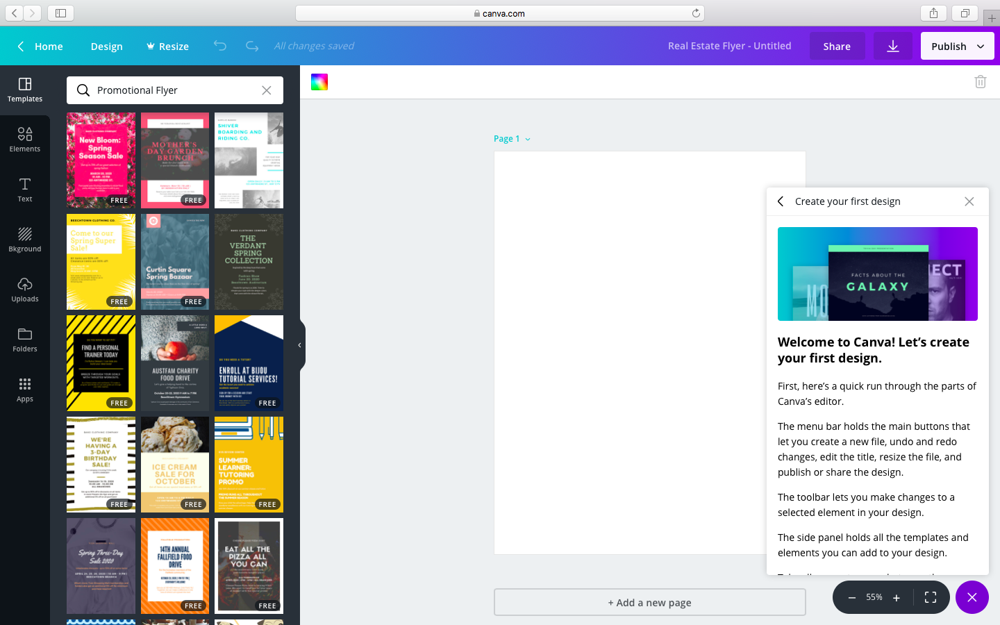 canva.com
Home
Design
Resize
All changes saved
Real Estate Flyer - Untitled
Share
Publish
Templates
Elements
Text
Bkground
Uploads
Folders
Apps
Promotional Flyer
New Bloom:
Spring
Season Sale
FREE
MOTHER'S
DAY GARDEN
BRUNCH
FREE
SHIVER
BOARDING AND
RIDING CO.
BEECHTOWN CLOTHING CO.
Come to our
Spring Super
Sale!
FREE
Curtin Square
Spring Bazaar
FREE
THE
VERDANT
SPRING
COLLECTION
FIND A PERSONAL
TRAINER TODAY
FREE
AUSTFAM CHARITY
FOOD DRIVE
ENROLL AT BIJOU
TUTORIAL SERVICES!
FREE
WE'RE
HAVING A
3-DAY
BIRTHDAY
SALE!
FREE
ICE CREAM
SALE FOR
OCTOBER
FREE
SUMMER
LEARNER:
TUTORING
PROMO
FREE
Spring Three-Day
Sale 2020
14TH ANNUAL
FALLFIELD FOOD
DRIVE
FREE
EAT ALL THE
PIZZA ALL
YOU CAN
FREE
Page 1
+ Add a new page
Create your first design
MO
FACTS ABOUT THE
GALAXY
JECT
Welcome to Canva! Let’s create
your first design.
First, here’s a quick run through the parts of
Canva’s editor.
The menu bar holds the main buttons that
let you create a new file, undo and redo
changes, edit the title, resize the file, and
publish or share the design.
The toolbar lets you make changes to a
selected element in your design.
The side panel holds all the templates and
elements you can add to your design.
55%